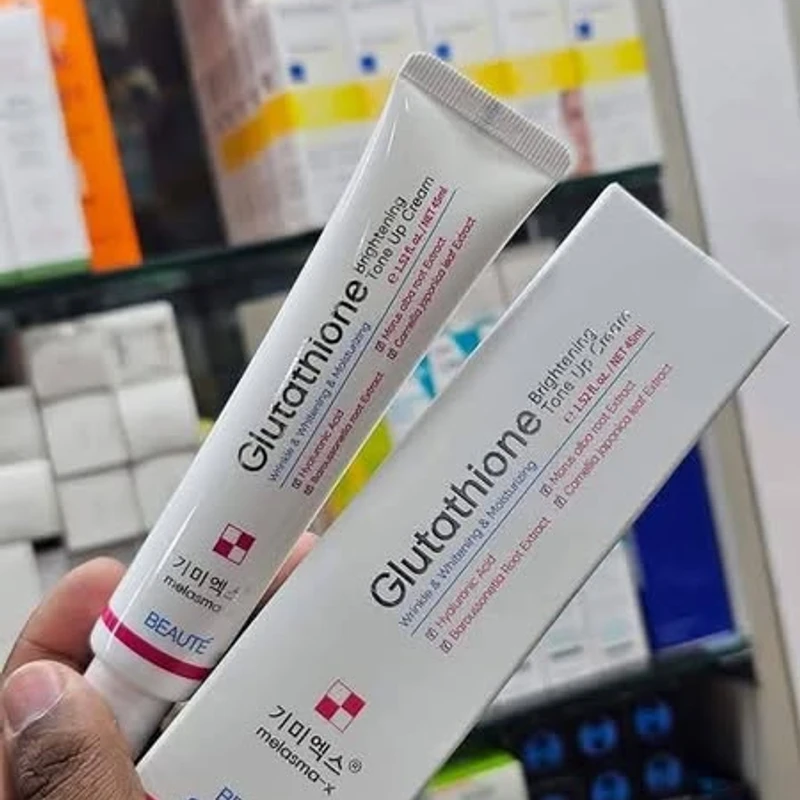 Glutathione Brightening
Tone Up Cream
Wrinkle & Whitening & Moisturizing
℮ 1.52 fl. oz. / NET 45ml
Hyaluronic Acid
Morus alba root Extract
Baroussonetia root Extract
Camellia japonica leaf Extract
기미엑스
melasma
BEAUTÉ
Glutathione Brightening
Tone Up Cream
Wrinkle & Whitening & Moisturizing
℮ 1.52 fl. oz. / NET 45ml
Hyaluronic Acid
Morus alba root Extract
Baroussonetia Root Extract
Camellia japonica leaf Extract
기미엑스®
melasma-x